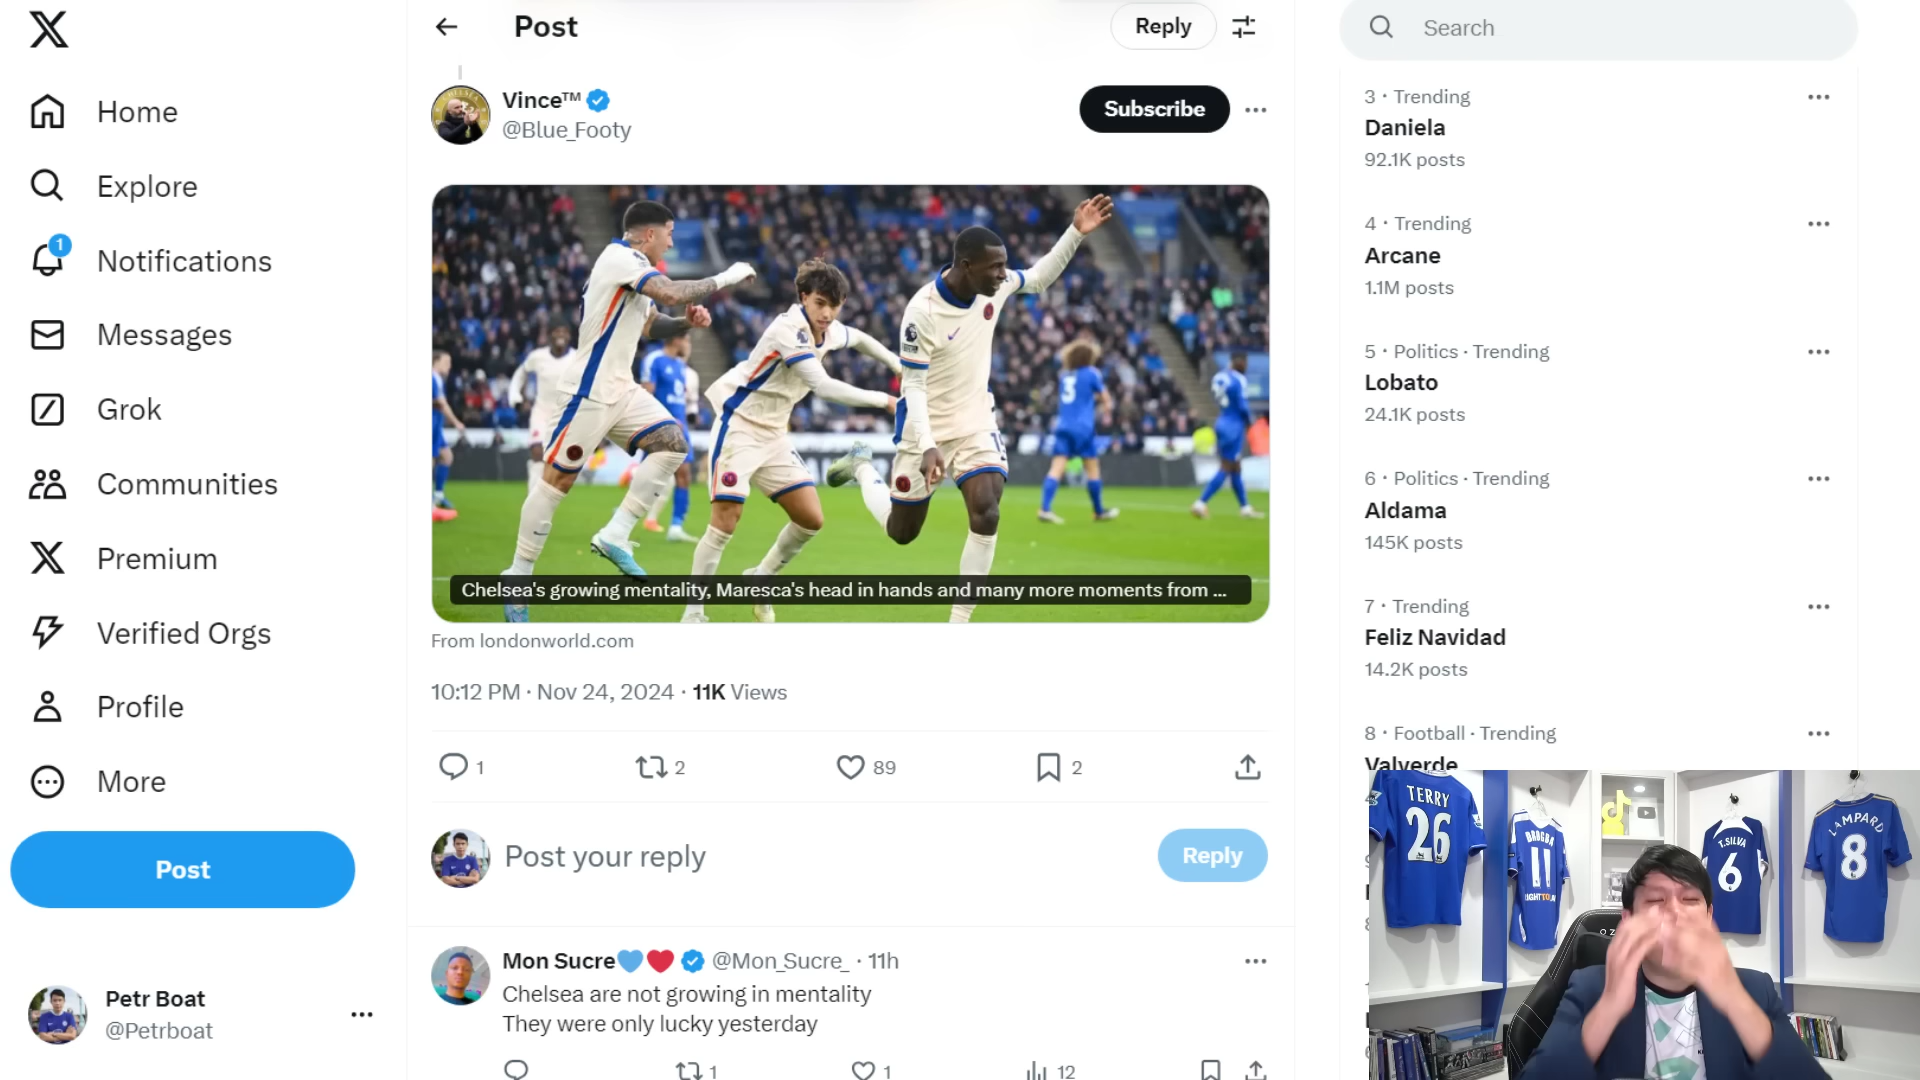 Home
Explore
1
Notifications
Messages
Grok
Communities
Premium
Verified Orgs
Profile
More
Post
Petr Boat
@Petrboat
Post
Reply
Vince™
@Blue_Footy
Subscribe
Chelsea's growing mentality, Maresca's head in hands and many more moments from ...
From londonworld.com
10:12 PM · Nov 24, 2024 · 11K Views
1
2
89
2
Post your reply
Reply
Mon Sucre💙❤️ @Mon_Sucre_ · 11h
Chelsea are not growing in mentality
They were only lucky yesterday
1
1
12
Search
3 · Trending
Daniela
92.1K posts
4 · Trending
Arcane
1.1M posts
5 · Politics · Trending
Lobato
24.1K posts
6 · Politics · Trending
Aldama
145K posts
7 · Trending
Feliz Navidad
14.2K posts
8 · Football · Trending
Valverde
TERRY
26
DROGBA
11
T.SILVA
6
LAMPARD
8
3